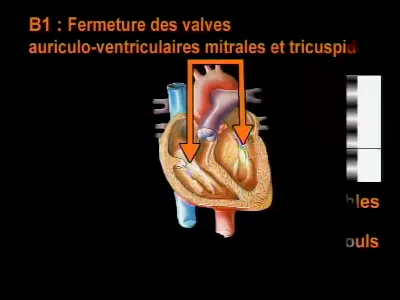 B1 : Fermeture des valves
auriculo-ventriculaires mitrales et tricuspid
bles
ouls